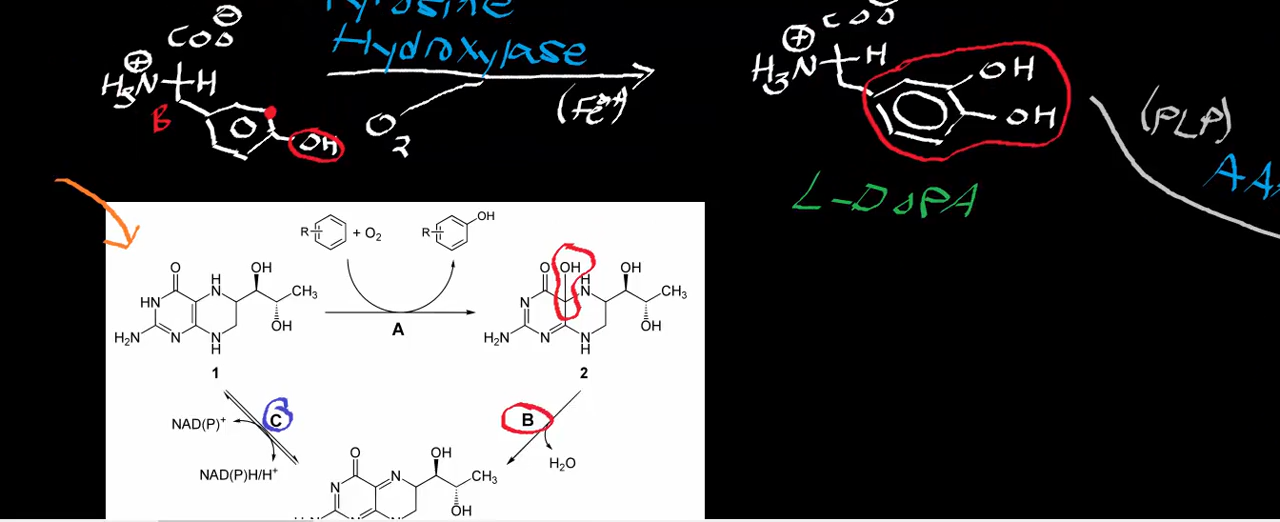 Tyrosine
Hydroxylase
COO⊖
⊕
H₃N H
B
OH
O₂
(Fe²⁺)
COO⊖
⊕
H₃N H
OH
OH
L-DOPA
(PLP)
R + O₂
R OH
O H OH
HN N CH₃
H₂N N N OH
H
1
A
O OH H OH
N N CH₃
H₂N N N OH
H
2
NAD(P)⁺ C
NAD(P)H/H⁺
B
H₂O
O OH
N N CH₃
OH